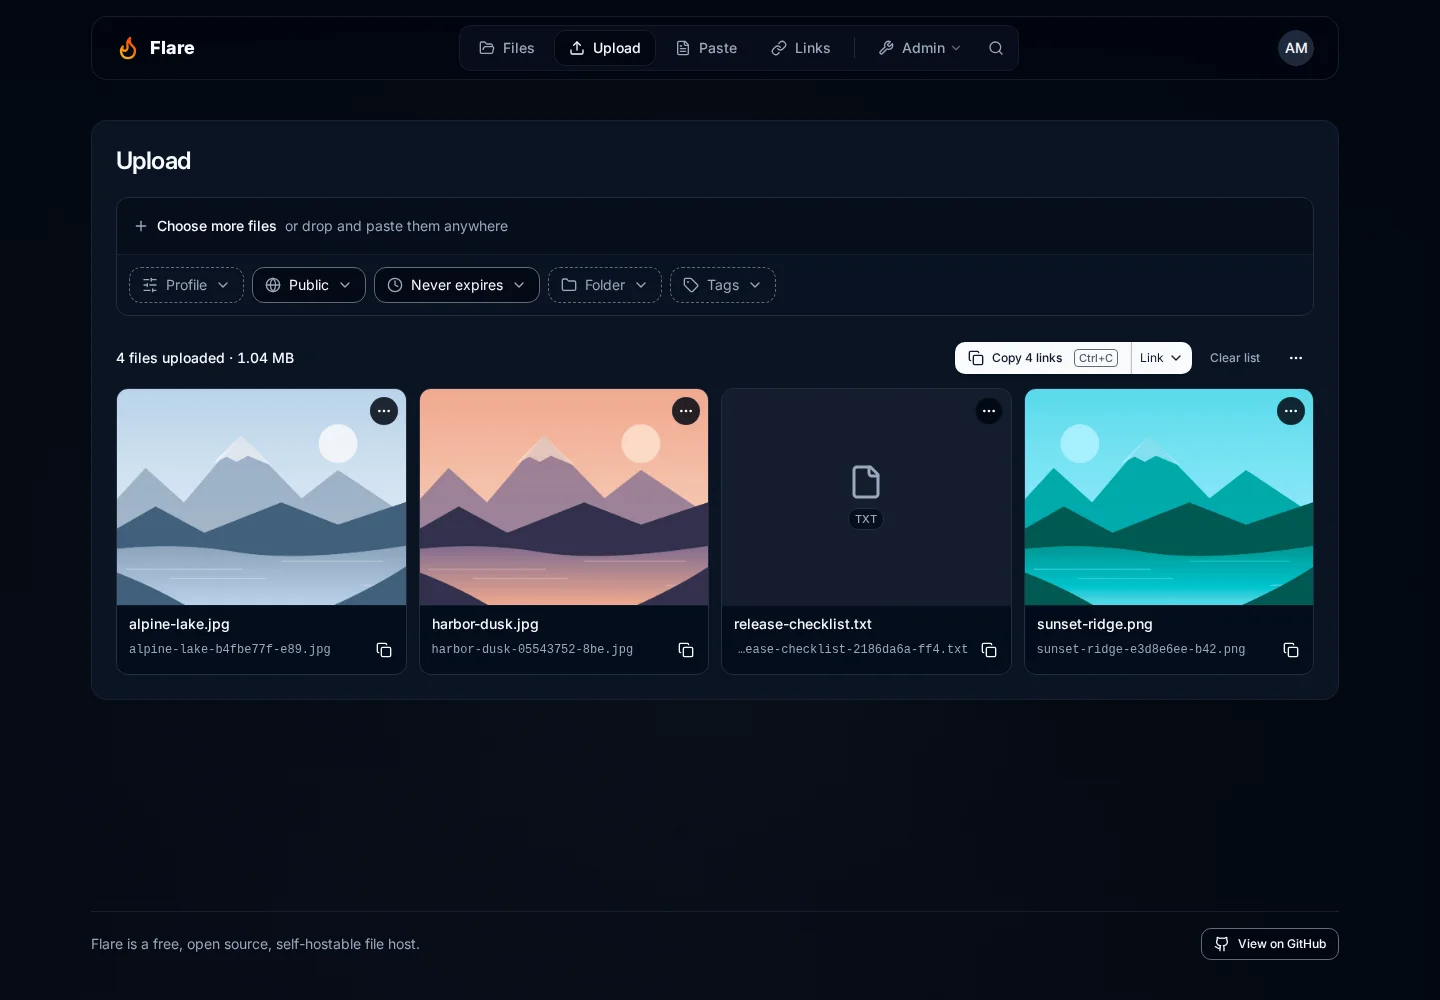 Flare
Files
Upload
Paste
Links
Admin
AM
Upload
Choose more files or drop and paste them anywhere
Profile
Public
Never expires
Folder
Tags
4 files uploaded · 1.04 MB
Copy 4 links Ctrl+C
Link
Clear list
TXT
alpine-lake.jpg
alpine-lake-b4fbe77f-e89.jpg
harbor-dusk.jpg
harbor-dusk-05543752-8be.jpg
release-checklist.txt
…ease-checklist-2186da6a-ff4.txt
sunset-ridge.png
sunset-ridge-e3d8e6ee-b42.png
Flare is a free, open source, self-hostable file host.
View on GitHub